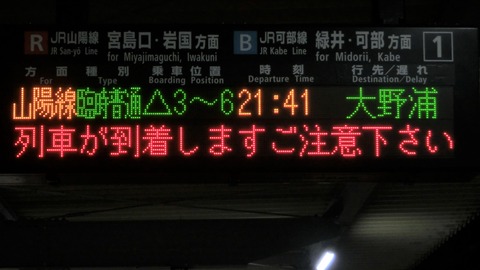 R JR山陽線 宮島口・岩国方面 B JR可部線 緑井・可部方面 1
JR San-yō Line for Miyajimaguchi, Iwakuni JR Kabe Line for Midorii, Kabe
方面 種別 乗車位置 時刻 行先/遅れ
For Type Boarding Position Departure Time Destination/Delay
山陽線 臨時普通 △3～6 21:41 大野浦
列車が到着しますご注意下さい